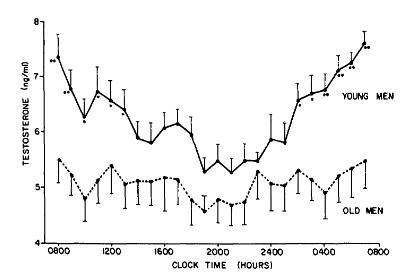 8
7
6
5
4
TESTOSTERONE (ng/ml)
YOUNG MEN
OLD MEN
0800 1200 1600 2000 2400 0400 0800
CLOCK TIME (HOURS)